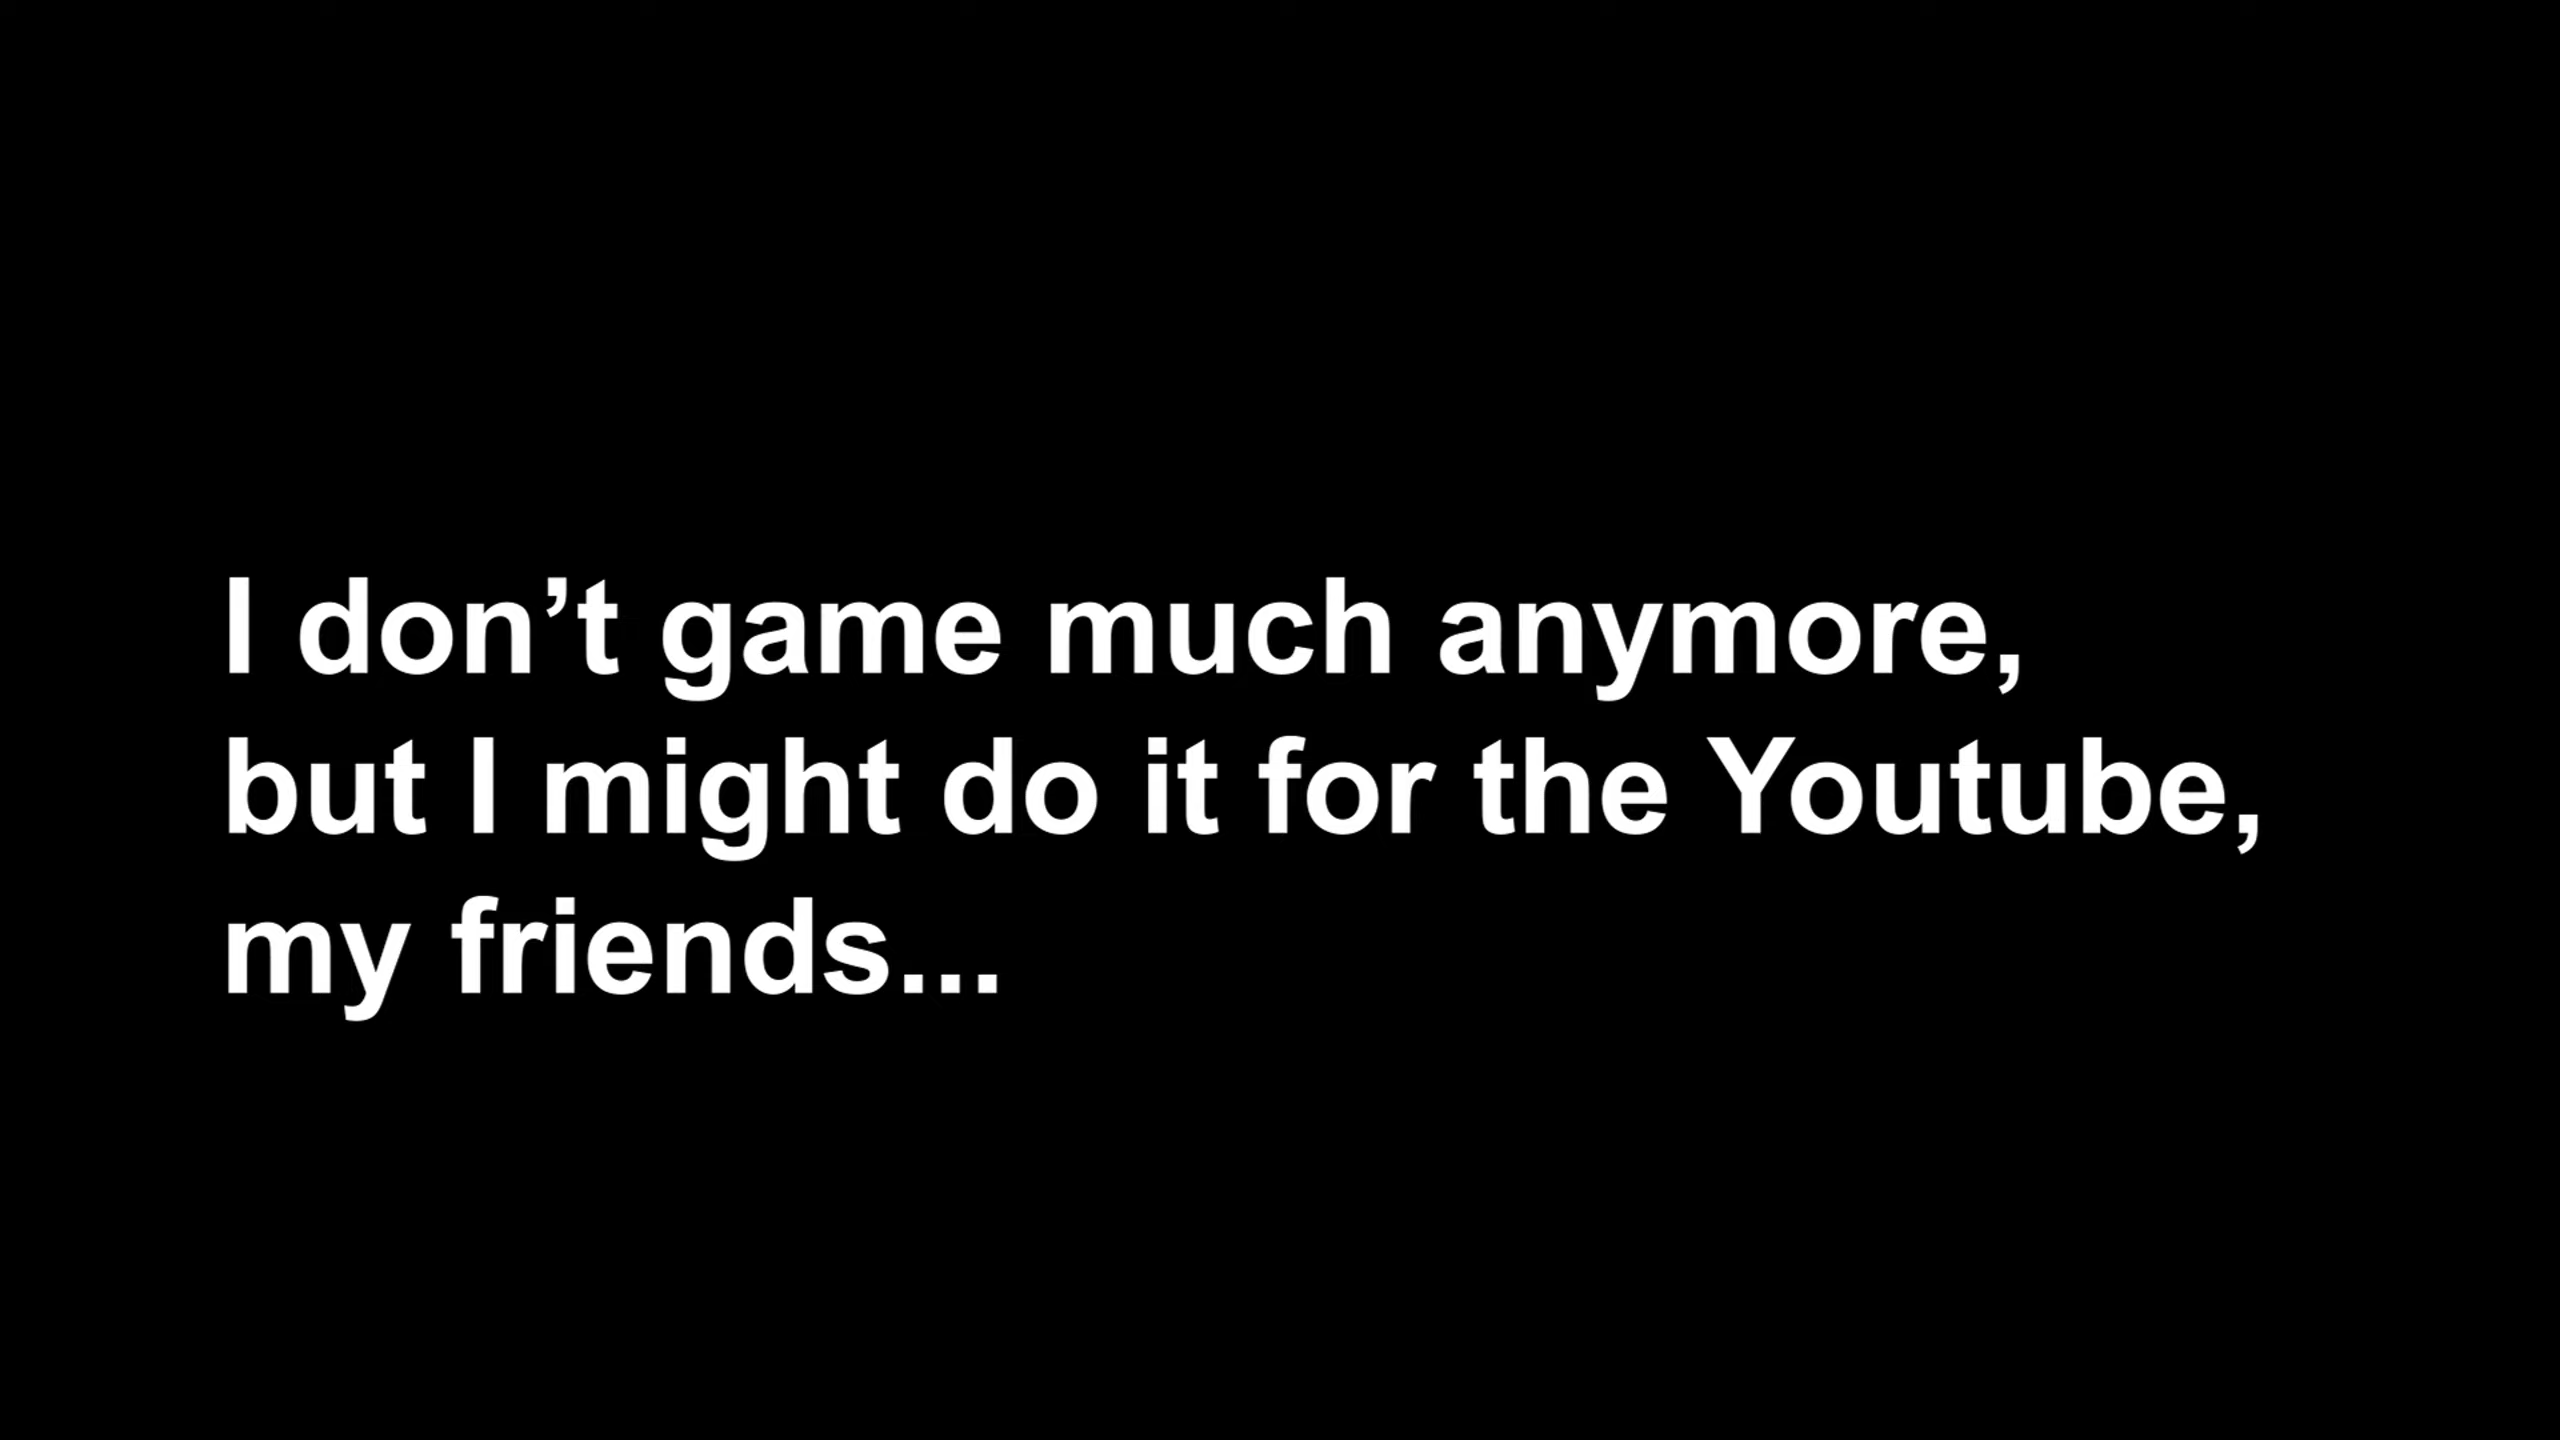 I don’t game much anymore,
but I might do it for the Youtube,
my friends...